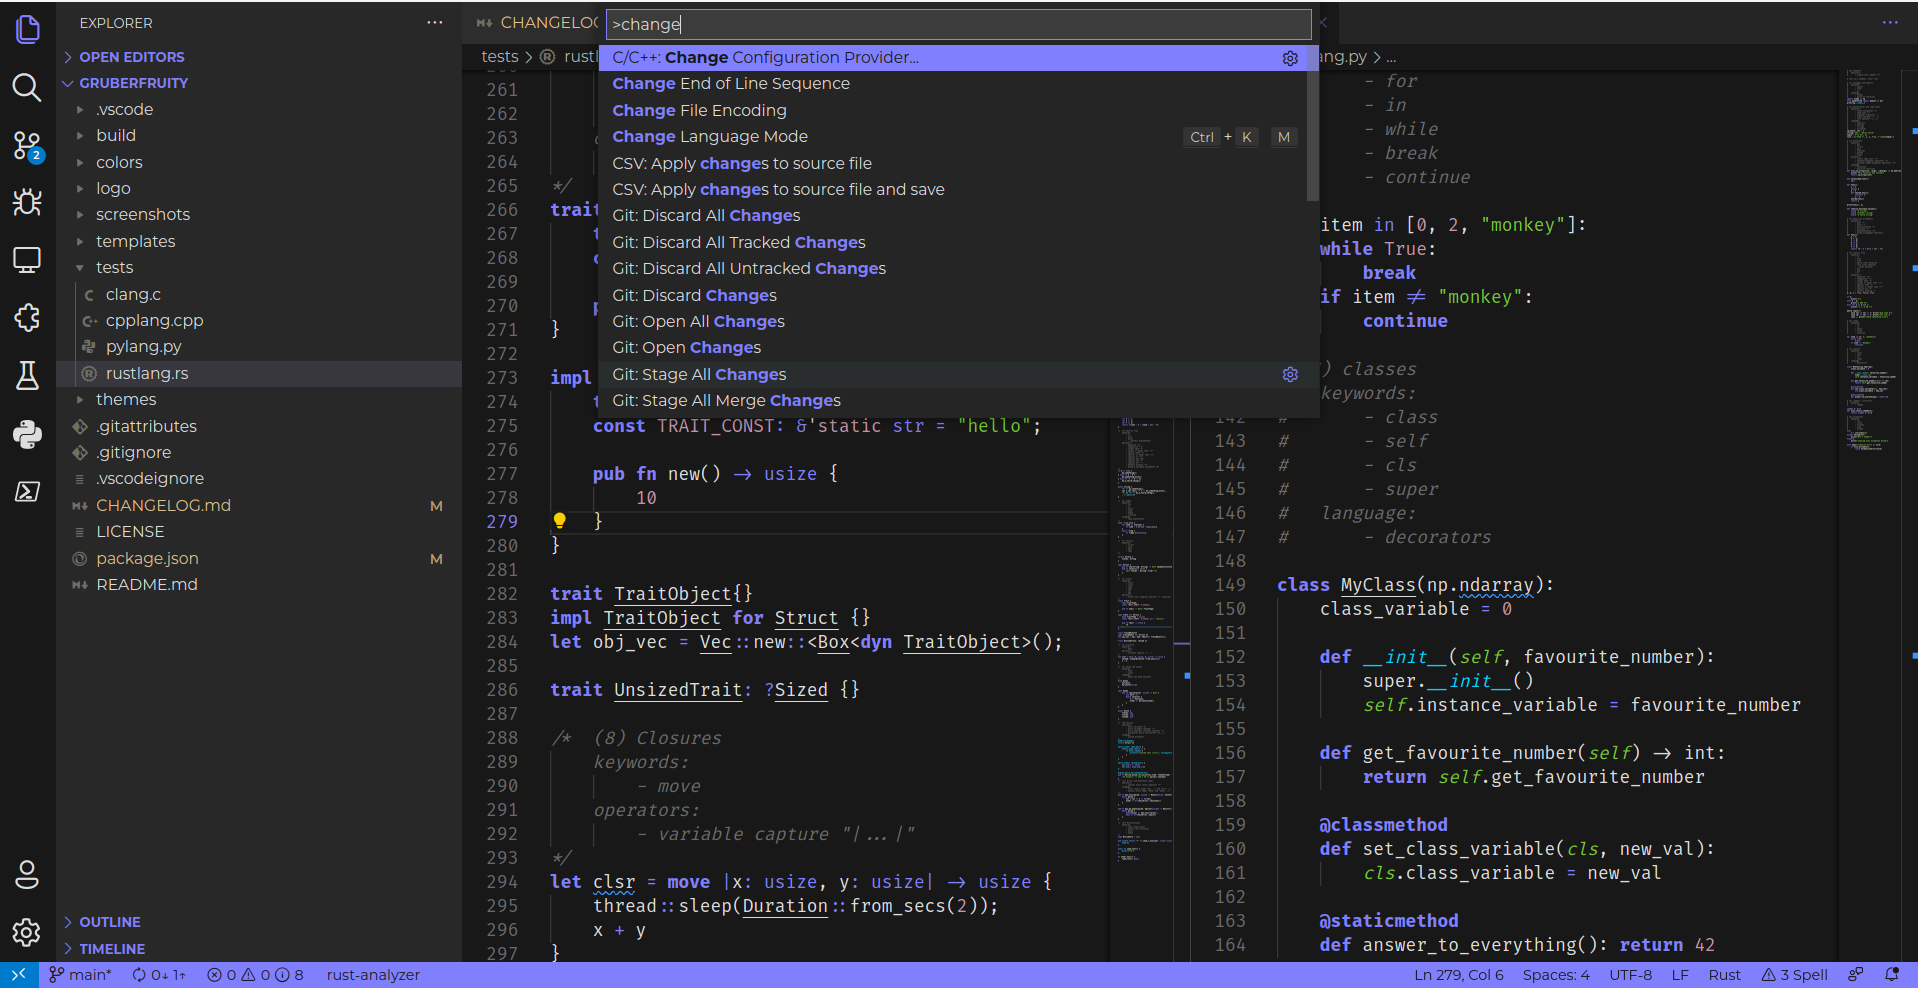 EXPLORER
OPEN EDITORS
GRUBERFRUITY
.vscode
build
colors
logo
screenshots
templates
tests
clang.c
cpplang.cpp
pylang.py
rustlang.rs
themes
.gitattributes
.gitignore
.vscodeignore
CHANGELOG.md M
LICENSE
package.json M
README.md
OUTLINE
TIMELINE
2
CHANGELOG
>change
tests > rustl
C/C++: Change Configuration Provider...
Change End of Line Sequence
Change File Encoding
Change Language Mode Ctrl + K M
CSV: Apply changes to source file
CSV: Apply changes to source file and save
Git: Discard All Changes
Git: Discard All Tracked Changes
Git: Discard All Untracked Changes
Git: Discard Changes
Git: Open All Changes
Git: Open Changes
Git: Stage All Changes
Git: Stage All Merge Changes
261
262
263
264
265 */
266 trait
267
268
269
270
271 }
272
273 impl
274
275 const TRAIT_CONST: &'static str = "hello";
276
277 pub fn new() -> usize {
278 10
279 }
280 }
281
282 trait TraitObject{}
283 impl TraitObject for Struct {}
284 let obj_vec = Vec::new::<Box<dyn TraitObject>();
285
286 trait UnsizedTrait: ?Sized {}
287
288 /* (8) Closures
289 keywords:
290 - move
291 operators:
292 - variable capture "|...|"
293 */
294 let clsr = move |x: usize, y: usize| -> usize {
295 thread::sleep(Duration::from_secs(2));
296 x + y
297 }
ang.py > ...
- for
- in
- while
- break
- continue
item in [0, 2, "monkey"]:
while True:
break
if item != "monkey":
continue
) classes
keywords:
142 # - class
143 # - self
144 # - cls
145 # - super
146 # language:
147 # - decorators
148
149 class MyClass(np.ndarray):
150 class_variable = 0
151
152 def __init__(self, favourite_number):
153 super.__init__()
154 self.instance_variable = favourite_number
155
156 def get_favourite_number(self) -> int:
157 return self.get_favourite_number
158
159 @classmethod
160 def set_class_variable(cls, new_val):
161 cls.class_variable = new_val
162
163 @staticmethod
164 def answer_to_everything(): return 42
main* 0↓ 1↑ 0 0 8 rust-analyzer
Ln 279, Col 6 Spaces: 4 UTF-8 LF Rust 3 Spell